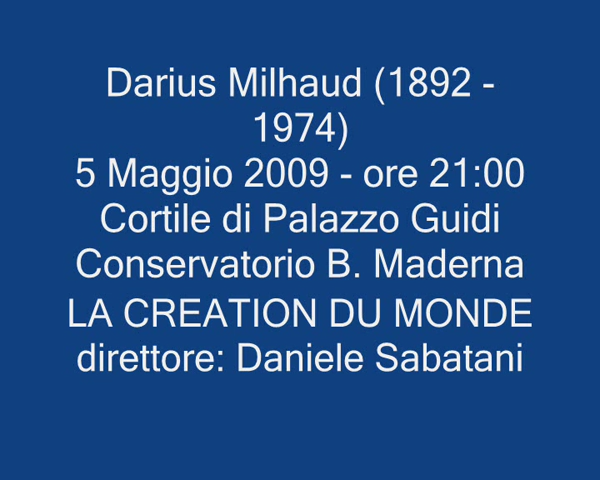 Darius Milhaud (1892 -
1974)
5 Maggio 2009 - ore 21:00
Cortile di Palazzo Guidi
Conservatorio B. Maderna
LA CREATION DU MONDE
direttore: Daniele Sabatani